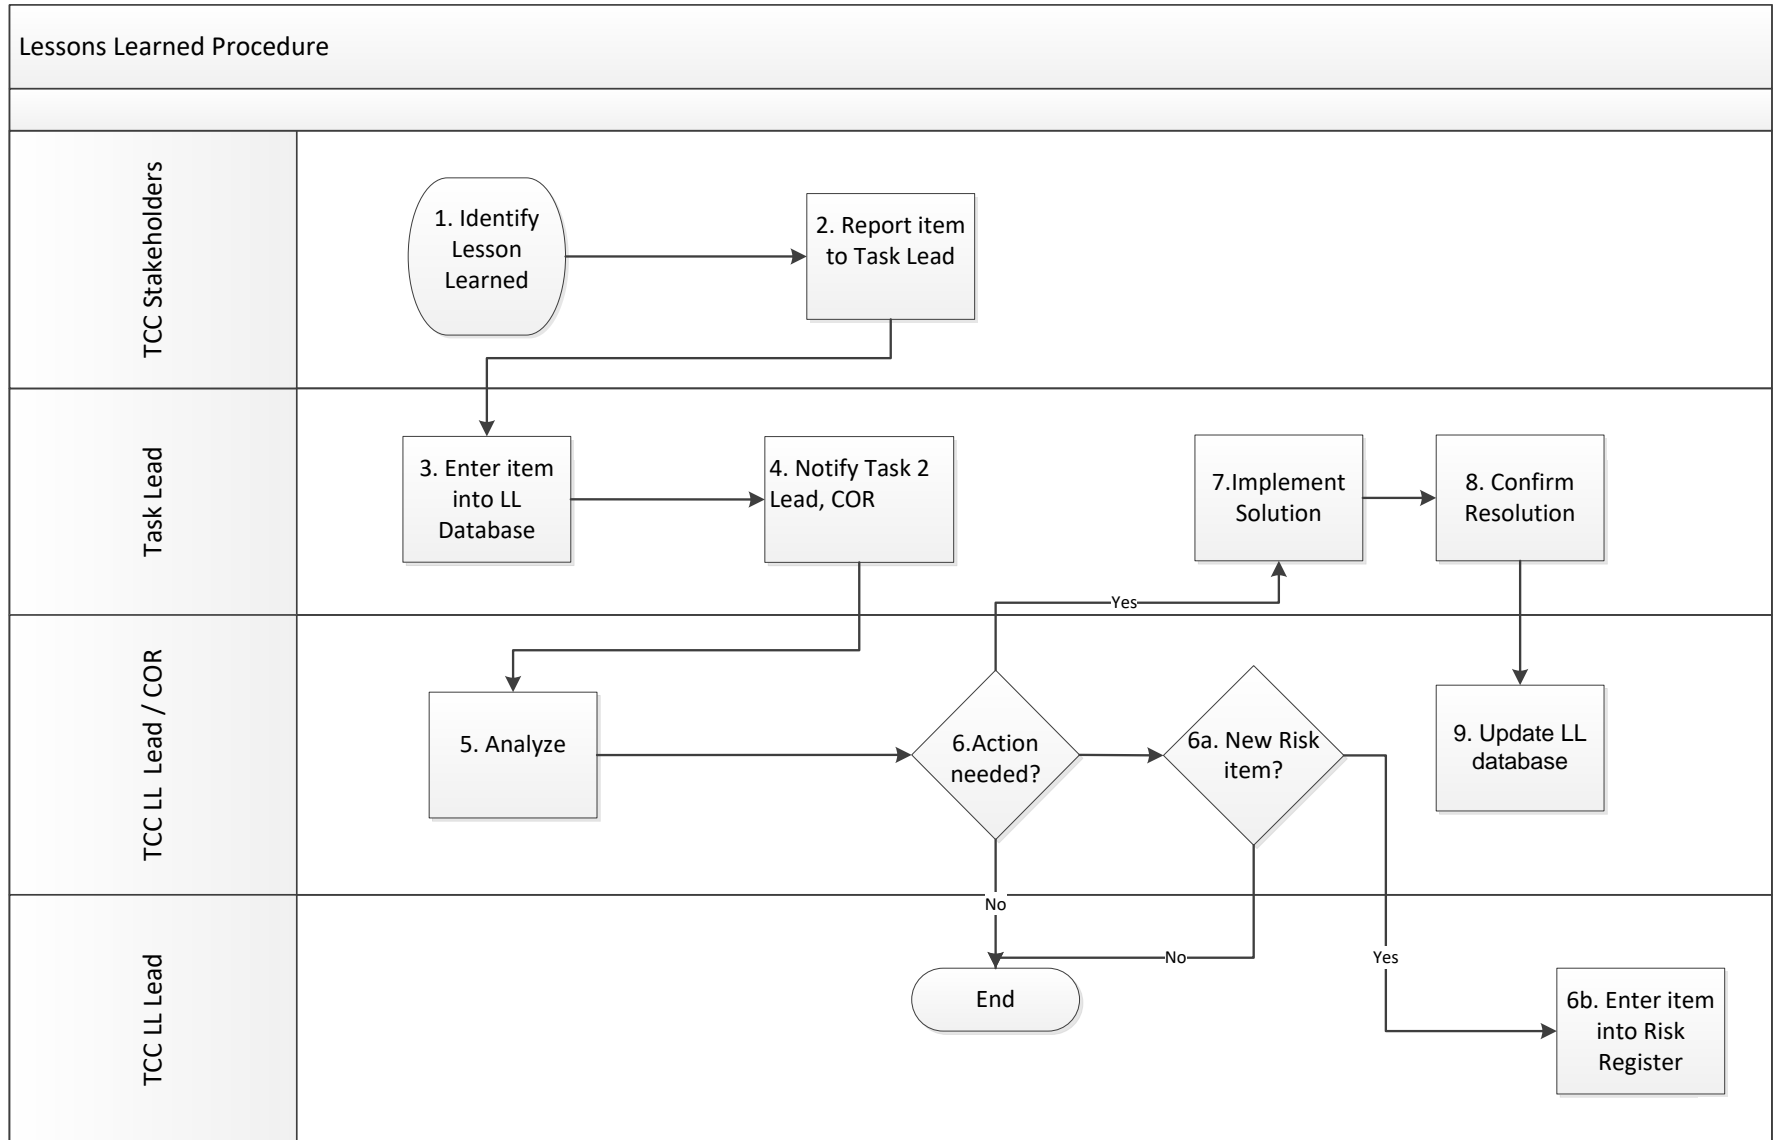 Lessons Learned Procedure
TCC Stakeholders
1. Identify
Lesson
Learned
2. Report item
to Task Lead
Task Lead
3. Enter item
into LL
Database
4. Notify Task 2
Lead, COR
7.Implement
Solution
8. Confirm
Resolution
Yes
TCC LL  Lead / COR
5. Analyze
6.Action
needed?
6a. New Risk
item?
9. Update LL
database
No
TCC LL Lead
No
Yes
End
6b. Enter item
into Risk
Register